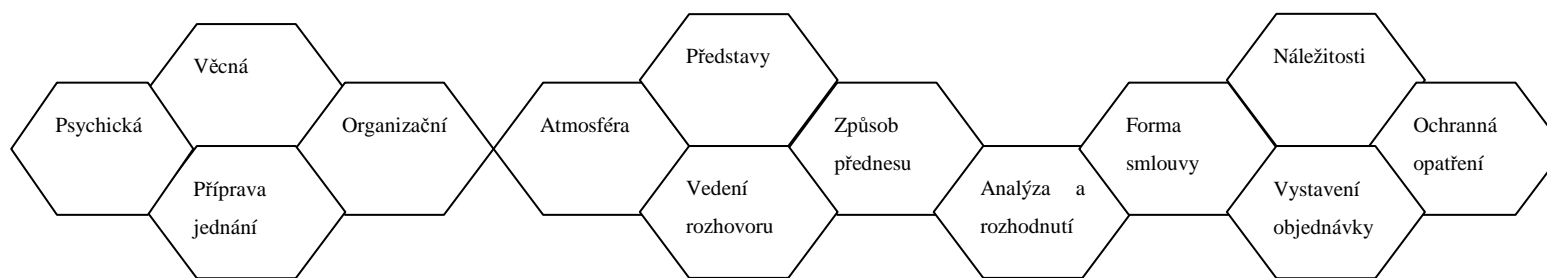 Psychická
Věcná
Příprava
jednání
Organizační
Atmosféra
Představy
Vedení
rozhovoru
Způsob
přednesu
Analýza a
rozhodnutí
Forma
smlouvy
Náležitosti
Vystavení
objednávky
Ochranná
opatření